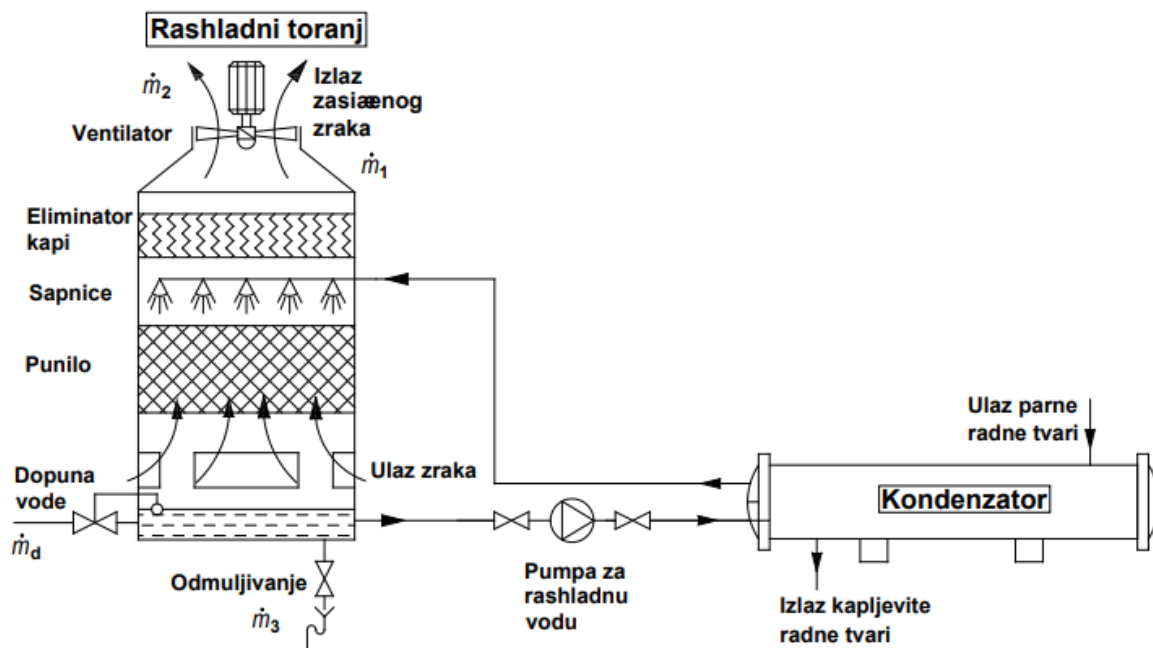 Rashladni toranj
ṁ2
Izlaz
zasiæenog
zraka
Ventilator
ṁ1
Eliminator
kapi
Sapnice
Punilo
Ulaz parne
radne tvari
Dopuna
vode
Ulaz zraka
Kondenzator
ṁd
Odmuljivanje
ṁ3
Pumpa za
rashladnu
vodu
Izlaz kapljevite
radne tvari